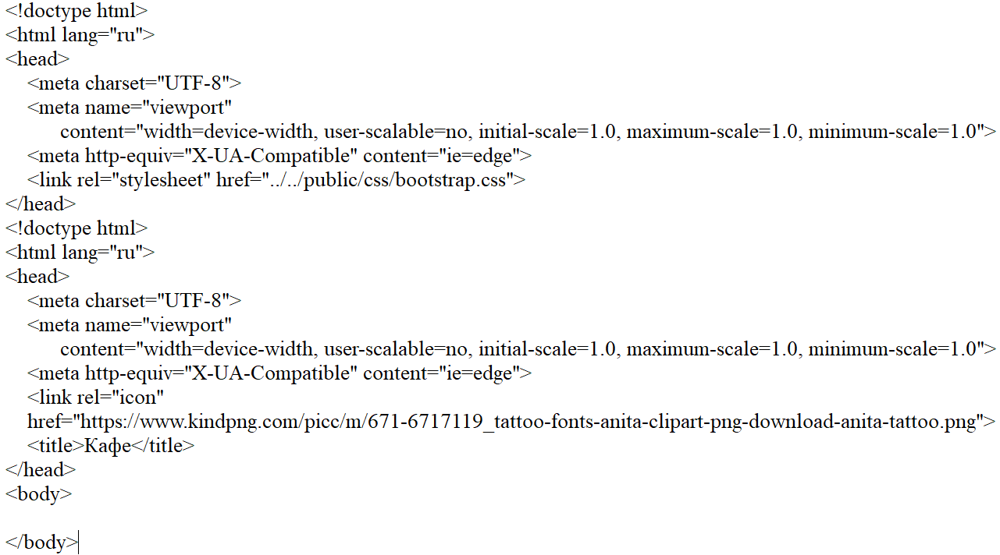 <!doctype html>
<html lang="ru">
<head>
<meta charset="UTF-8">
<meta name="viewport"
content="width=device-width, user-scalable=no, initial-scale=1.0, maximum-scale=1.0, minimum-scale=1.0">
<meta http-equiv="X-UA-Compatible" content="ie=edge">
<link rel="stylesheet" href="../../public/css/bootstrap.css">
</head>
<!doctype html>
<html lang="ru">
<head>
<meta charset="UTF-8">
<meta name="viewport"
content="width=device-width, user-scalable=no, initial-scale=1.0, maximum-scale=1.0, minimum-scale=1.0">
<meta http-equiv="X-UA-Compatible" content="ie=edge">
<link rel="icon"
href="https://www.kindpng.com/picc/m/671-6717119_tattoo-fonts-anita-clipart-png-download-anita-tattoo.png">
<title>Кафе</title>
</head>
<body>
</body>